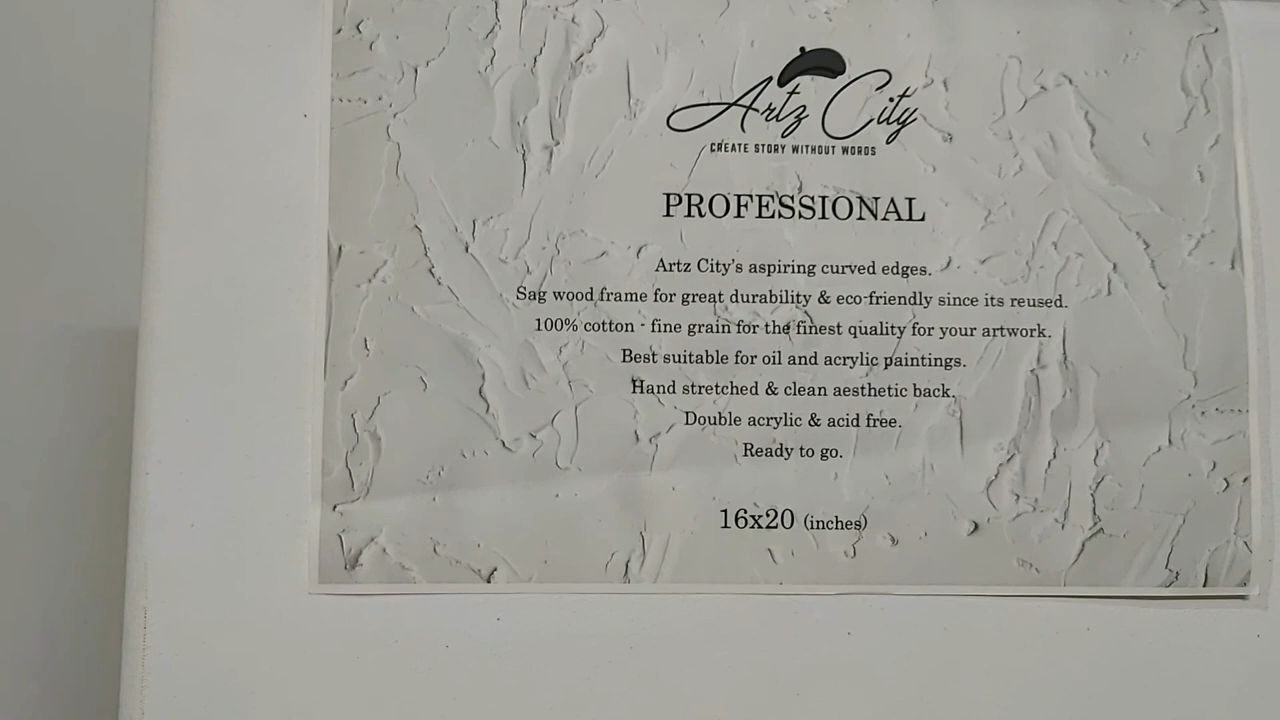 Artz City
CREATE STORY WITHOUT WORDS
PROFESSIONAL
Artz City's aspiring curved edges.
Sag wood frame for great durability & eco-friendly since its reused.
100% cotton - fine grain for the finest quality for your artwork.
Best suitable for oil and acrylic paintings.
Hand stretched & clean aesthetic back.
Double acrylic & acid free.
Ready to go.
16x20 (inches)